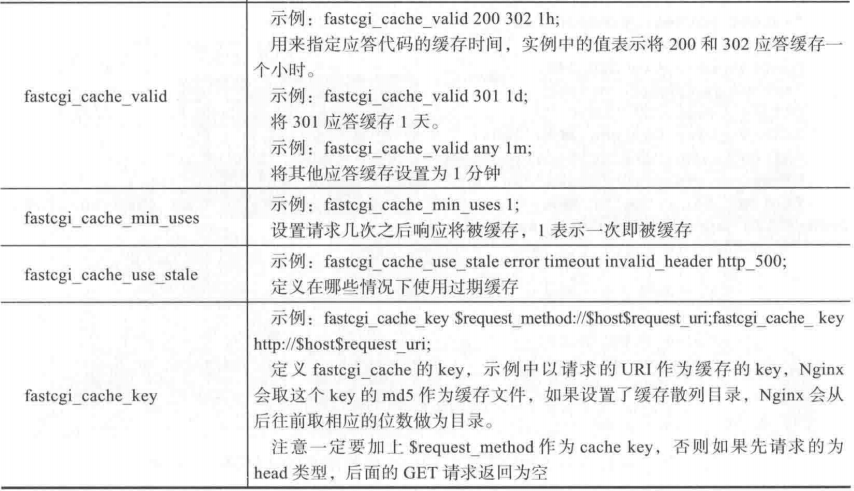 fastcgi_cache_valid
示例：fastcgi_cache_valid 200 302 1h;
用来指定应答代码的缓存时间，实例中的值表示将 200 和 302 应答缓存一
个小时。
示例：fastcgi_cache_valid 301 1d;
将 301 应答缓存 1 天。
示例：fastcgi_cache_valid any 1m;
将其他应答缓存设置为 1 分钟
fastcgi_cache_min_uses
示例：fastcgi_cache_min_uses 1;
设置请求几次之后响应将被缓存，1 表示一次即被缓存
fastcgi_cache_use_stale
示例：fastcgi_cache_use_stale error timeout invalid_header http_500;
定义在哪些情况下使用过期缓存
fastcgi_cache_key
示例：fastcgi_cache_key $request_method://$host$request_uri;fastcgi_cache_ key
http://$host$request_uri;
定义 fastcgi_cache 的 key，示例中以请求的 URI 作为缓存的 key，Nginx
会取这个 key 的 md5 作为缓存文件，如果设置了缓存散列目录，Nginx 会从
后往前取相应的位数做为目录。
注意一定要加上 $request_method 作为 cache key，否则如果先请求的为
head 类型，后面的 GET 请求返回为空